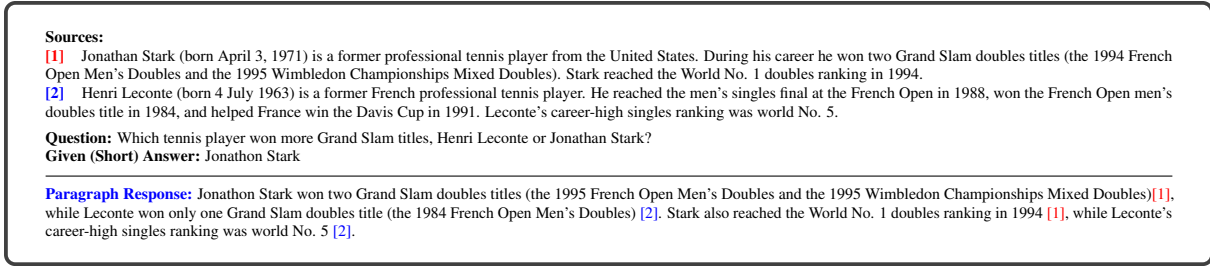 Sources:
[1] Jonathan Stark (born April 3, 1971) is a former professional tennis player from the United States. During his career he won two Grand Slam doubles titles (the 1994 French
Open Men's Doubles and the 1995 Wimbledon Championships Mixed Doubles). Stark reached the World No. 1 doubles ranking in 1994.
[2] Henri Leconte (born 4 July 1963) is a former French professional tennis player. He reached the men's singles final at the French Open in 1988, won the French Open men's
doubles title in 1984, and helped France win the Davis Cup in 1991. Leconte's career-high singles ranking was world No. 5.
Question: Which tennis player won more Grand Slam titles, Henri Leconte or Jonathan Stark?
Given (Short) Answer: Jonathon Stark
Paragraph Response: Jonathon Stark won two Grand Slam doubles titles (the 1995 French Open Men's Doubles and the 1995 Wimbledon Championships Mixed Doubles)[1],
while Leconte won only one Grand Slam doubles title (the 1984 French Open Men's Doubles) [2]. Stark also reached the World No. 1 doubles ranking in 1994 [1], while Leconte's
career-high singles ranking was world No. 5 [2].